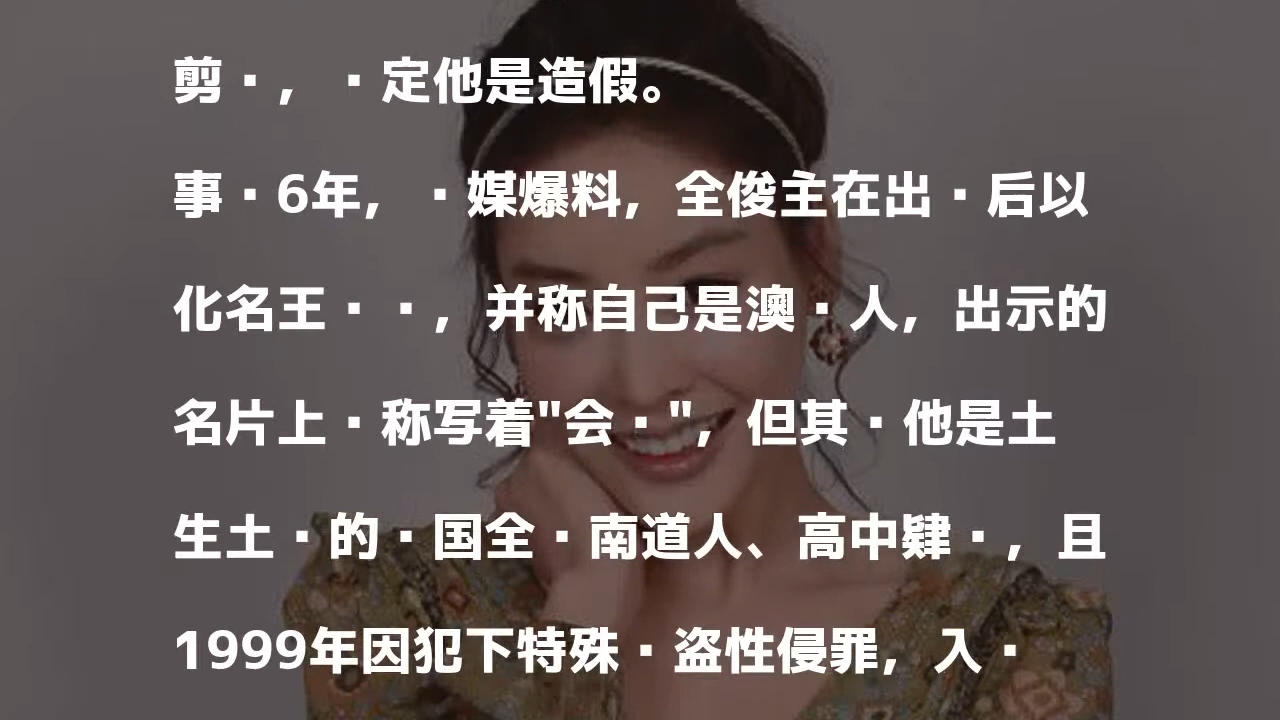 剪·，·定他是造假。
事·6年，·媒爆料，全俊主在出·后以
化名王··，并称自己是澳·人，出示的
名片上·称写着"会·"，但其·他是土
生土·的·国全·南道人、高中肄·，且
1999年因犯下特殊·盗性侵罪，入·